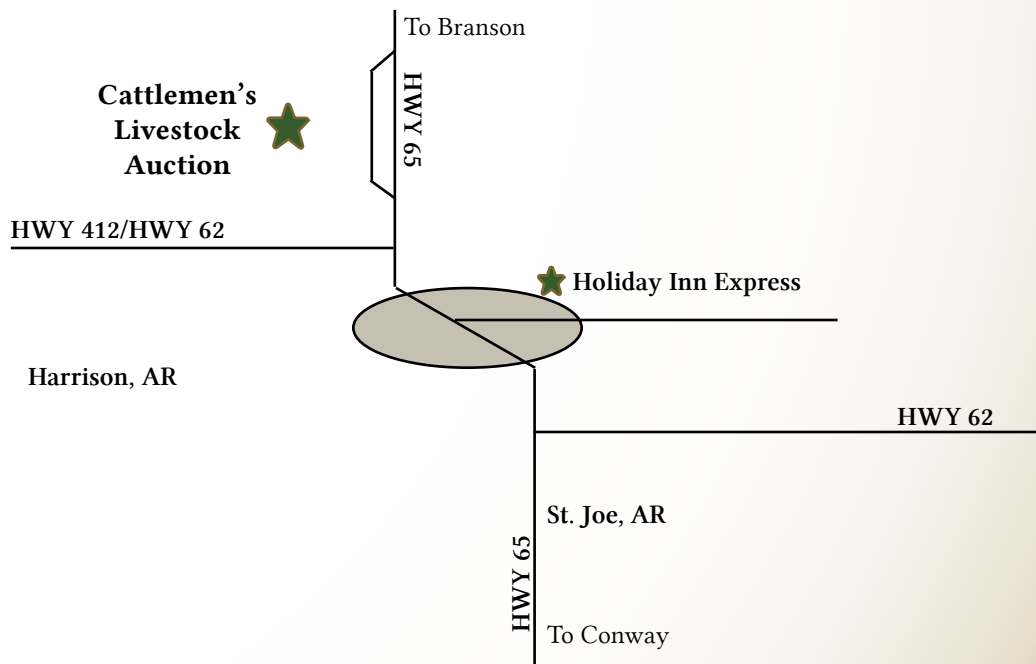 To Branson
HWY 65
Cattlemen's
Livestock
Auction
HWY 412/HWY 62
Holiday Inn Express
Harrison, AR
HWY 62
St. Joe, AR
HWY 65
To Conway